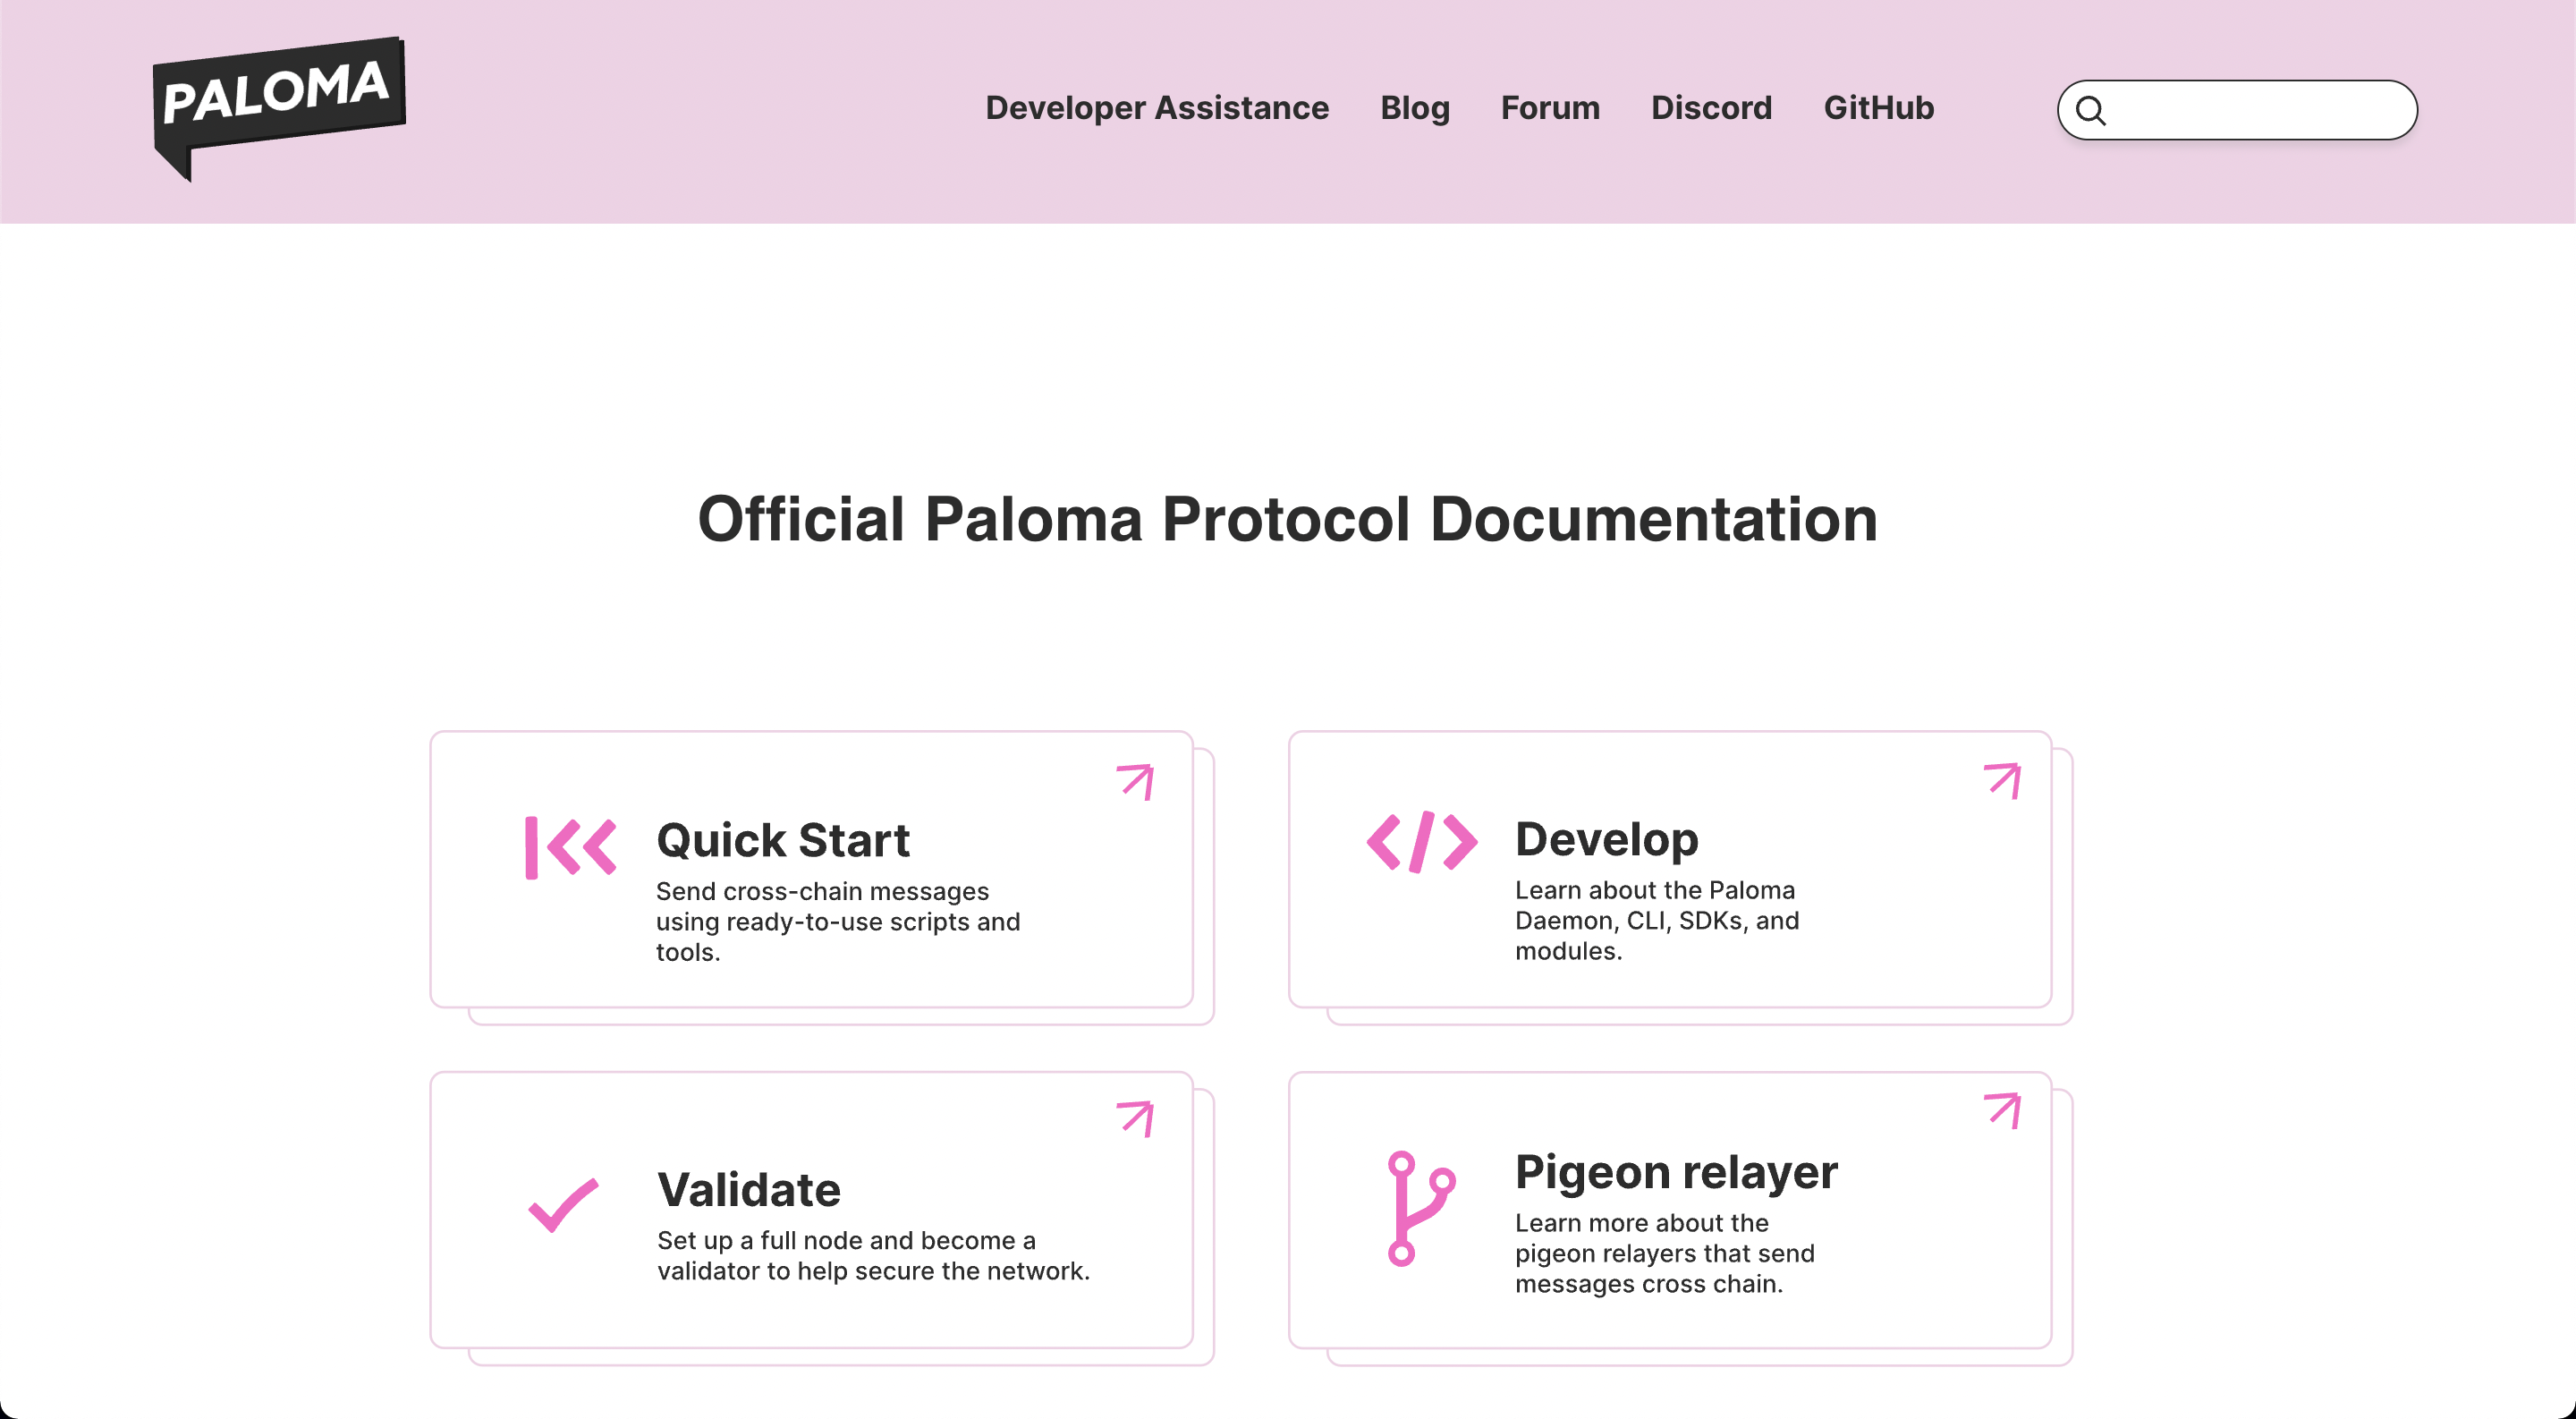 PALOMA
Developer Assistance Blog Forum Discord GitHub
Official Paloma Protocol Documentation
Quick Start
Send cross-chain messages
using ready-to-use scripts and
tools.
Develop
Learn about the Paloma
Daemon, CLI, SDKs, and
modules.
Validate
Set up a full node and become a
validator to help secure the network.
Pigeon relayer
Learn more about the
pigeon relayers that send
messages cross chain.